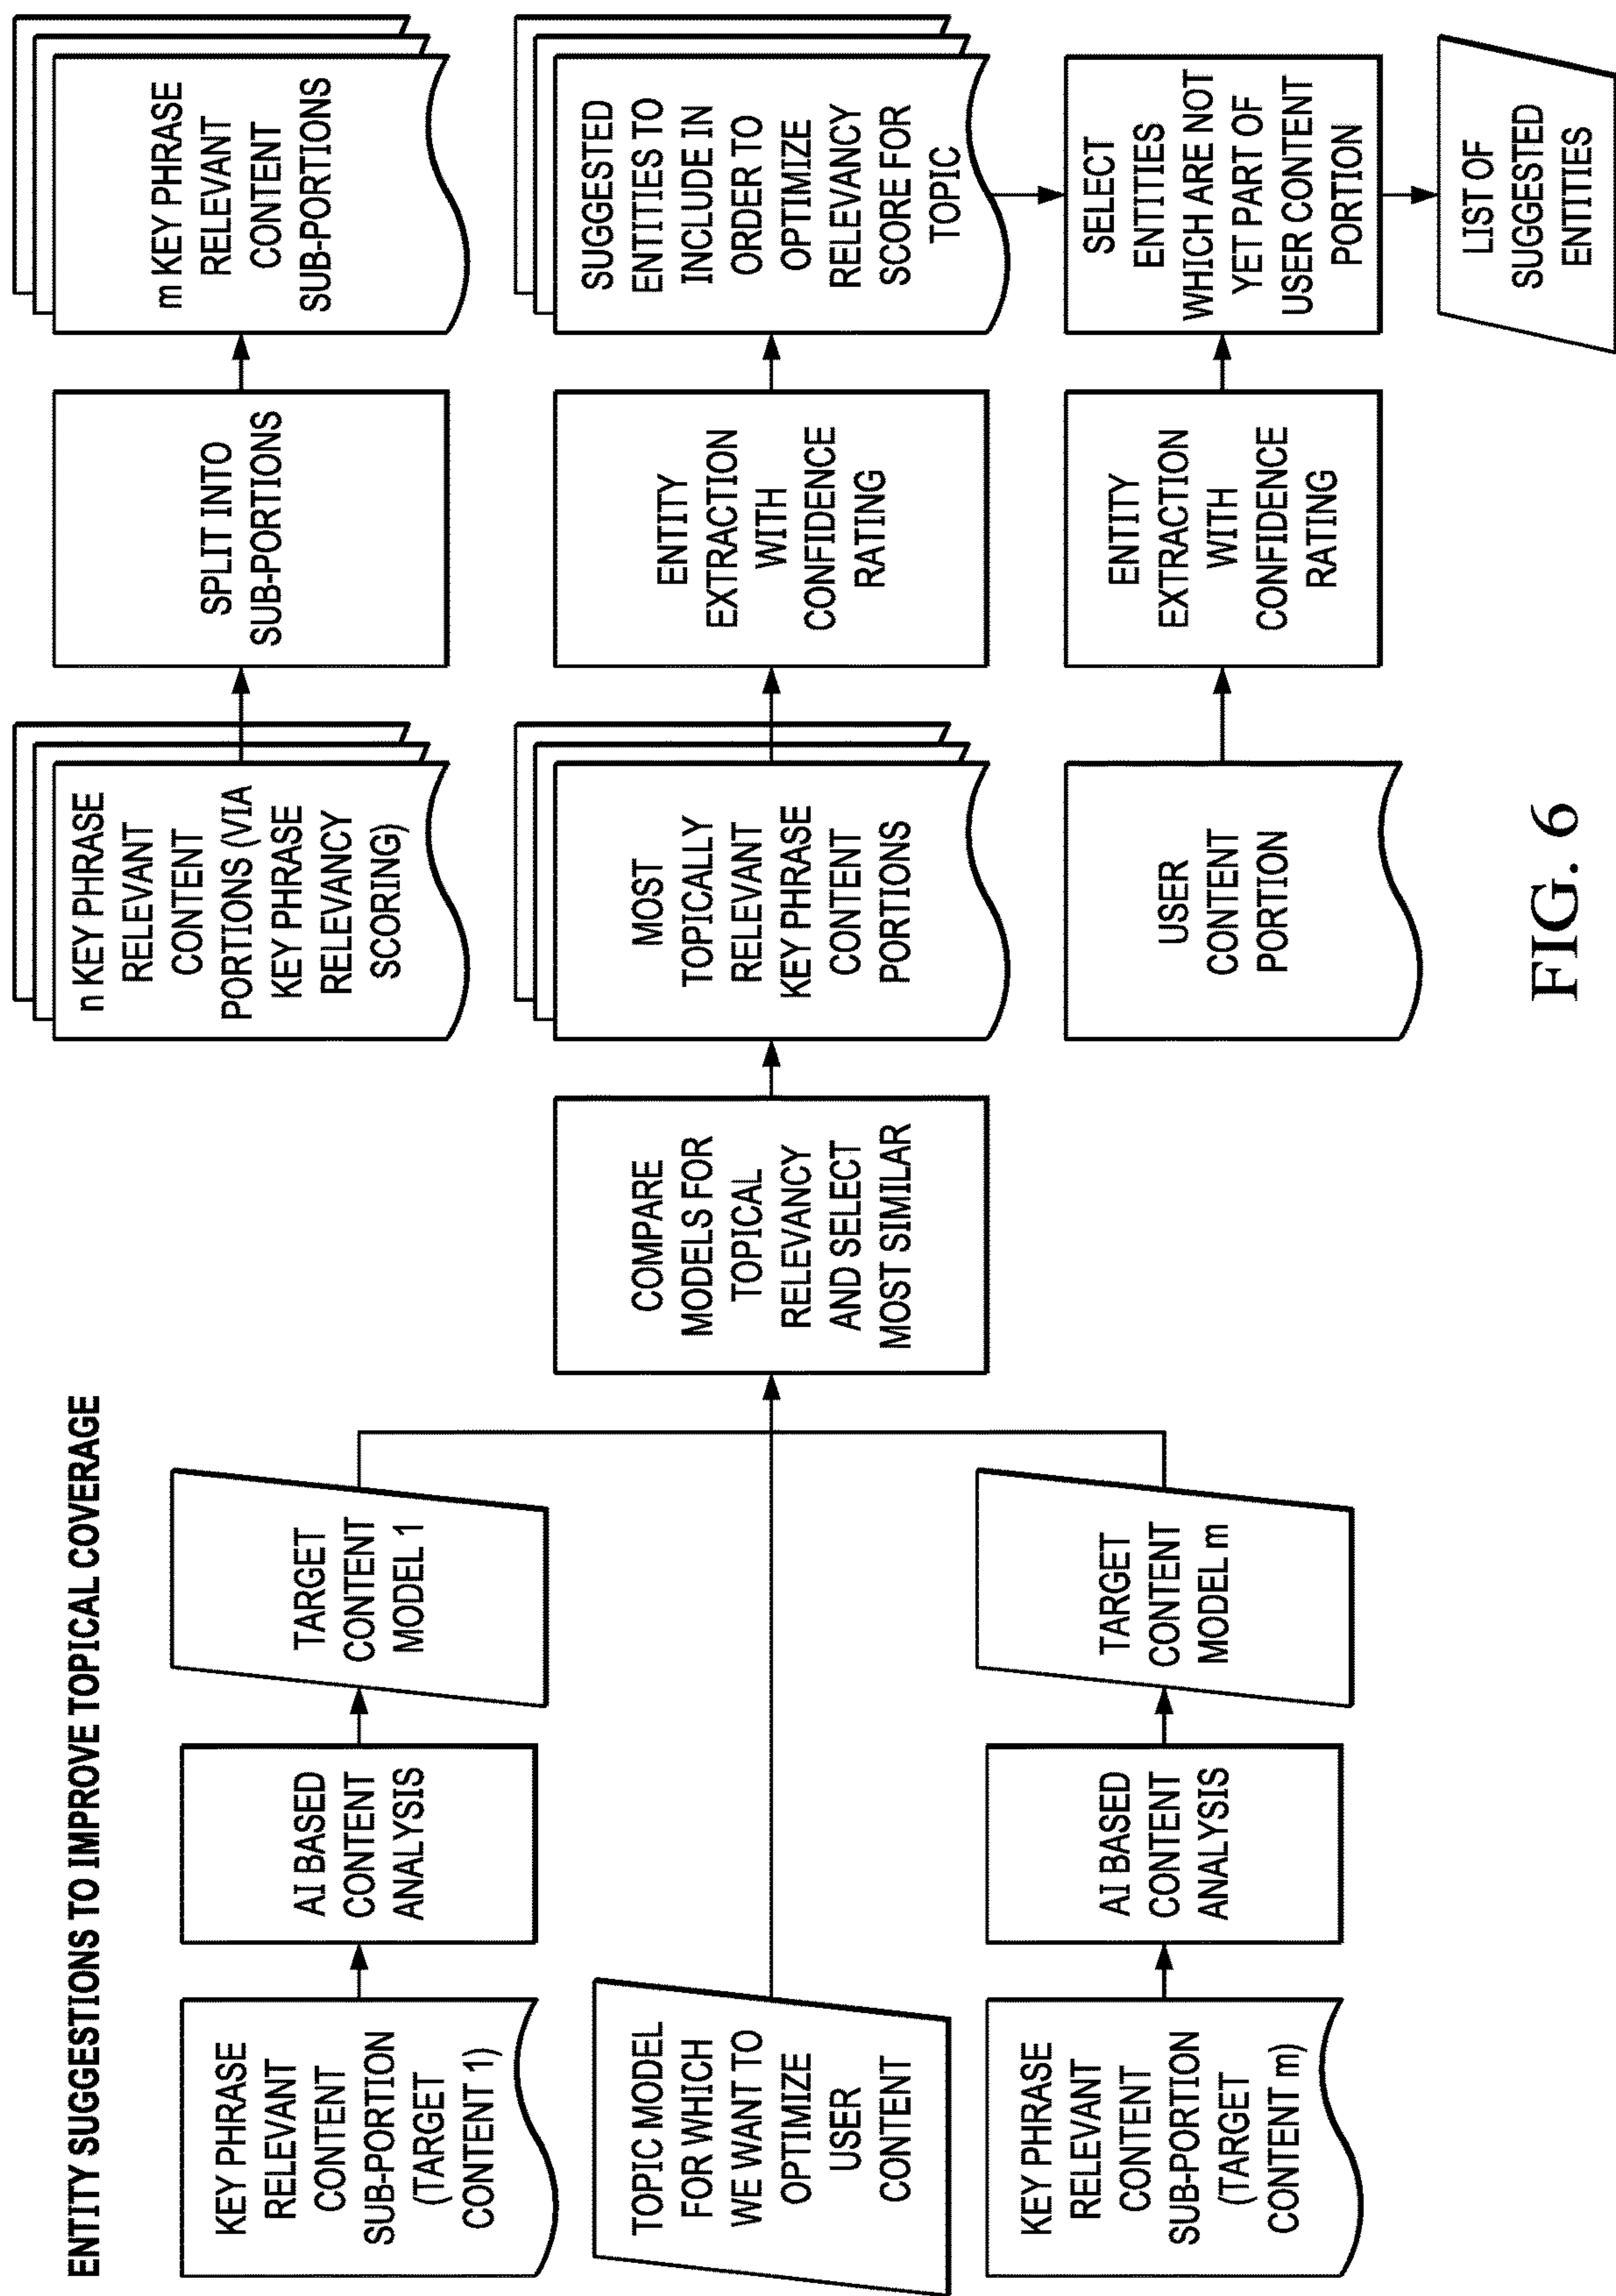 ENTITY SUGGESTIONS TO IMPROVE TOPICAL COVERAGE
n KEY PHRASE
RELEVANT
CONTENT
PORTIONS (VIA
KEY PHRASE
RELEVANCY
SCORING)
SPLIT INTO
SUB-PORTIONS
m KEY PHRASE
RELEVANT
CONTENT
SUB-PORTIONS
KEY PHRASE
RELEVANT
CONTENT
SUB-PORTION
(TARGET
CONTENT 1)
AI BASED
CONTENT
ANALYSIS
TARGET
CONTENT
MODEL 1
TOPIC MODEL
FOR WHICH
WE WANT TO
OPTIMIZE
USER
CONTENT
COMPARE
MODELS FOR
TOPICAL
RELEVANCY
AND SELECT
MOST SIMILAR
MOST
TOPICALLY
RELEVANT
KEY PHRASE
CONTENT
PORTIONS
ENTITY
EXTRACTION
WITH
CONFIDENCE
RATING
SUGGESTED
ENTITIES TO
INCLUDE IN
ORDER TO
OPTIMIZE
RELEVANCY
SCORE FOR
TOPIC
KEY PHRASE
RELEVANT
CONTENT
SUB-PORTION
(TARGET
CONTENT m)
AI BASED
CONTENT
ANALYSIS
TARGET
CONTENT
MODEL m
USER
CONTENT
PORTION
ENTITY
EXTRACTION
WITH
CONFIDENCE
RATING
SELECT
ENTITIES
WHICH ARE NOT
YET PART OF
USER CONTENT
PORTION
LIST OF
SUGGESTED
ENTITIES
FIG. 6